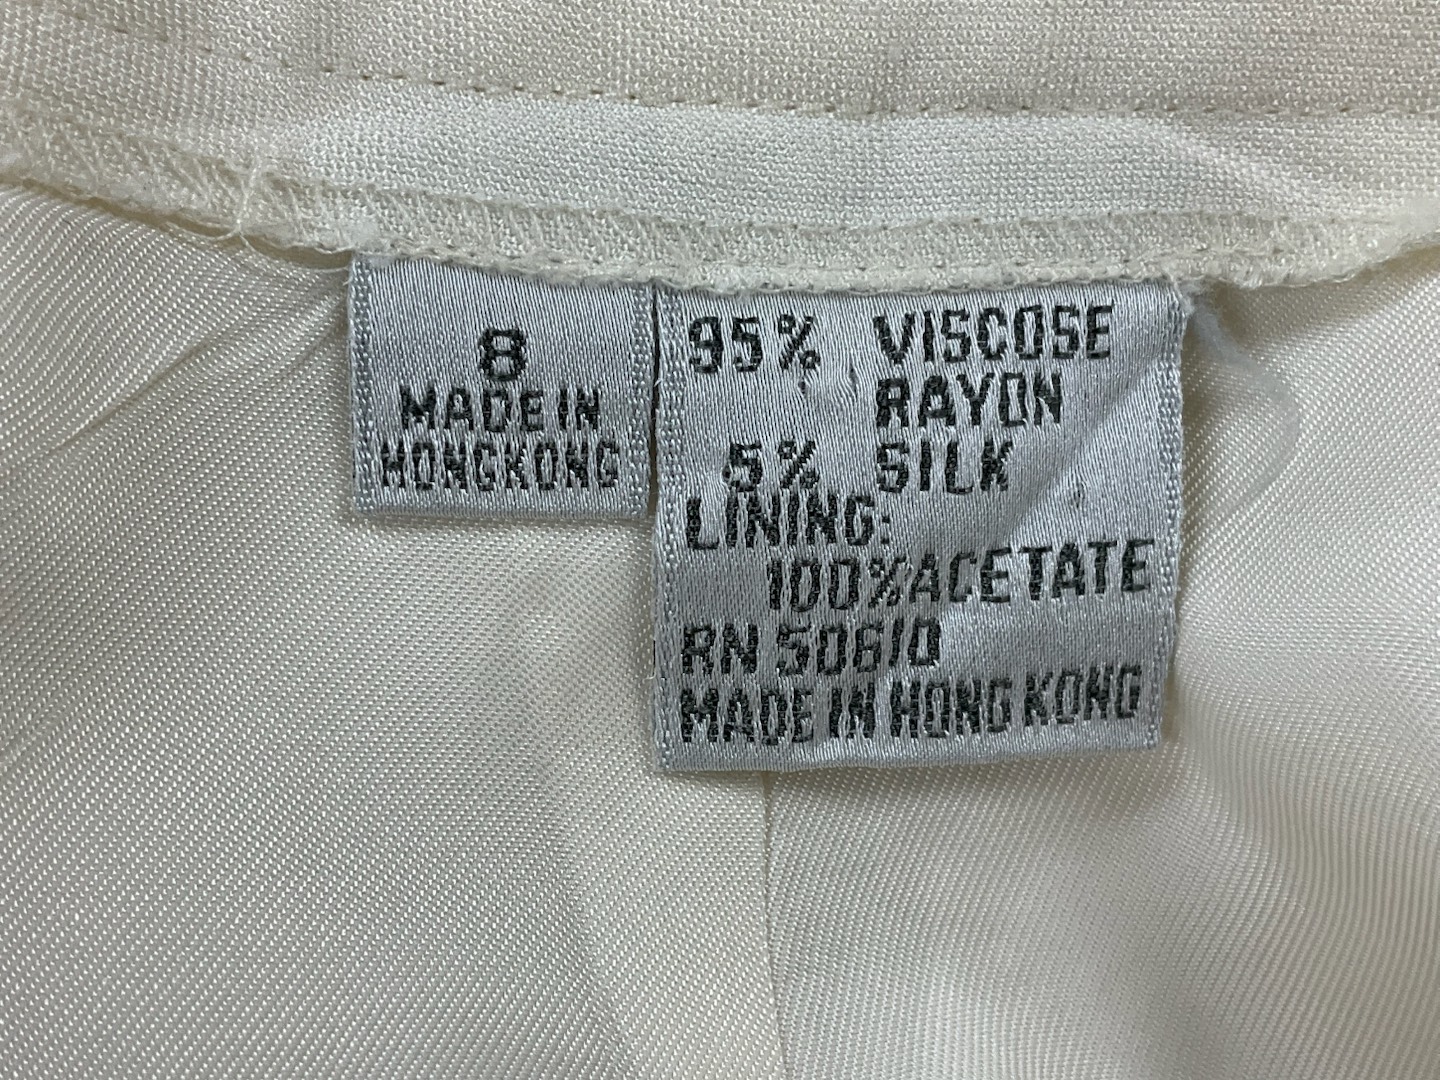 8
MADE IN
HONGKONG
95% VISCOSE
RAYON
5% SILK
LINING:
100% ACETATE
RN 50610
MADE IN HONG KONG